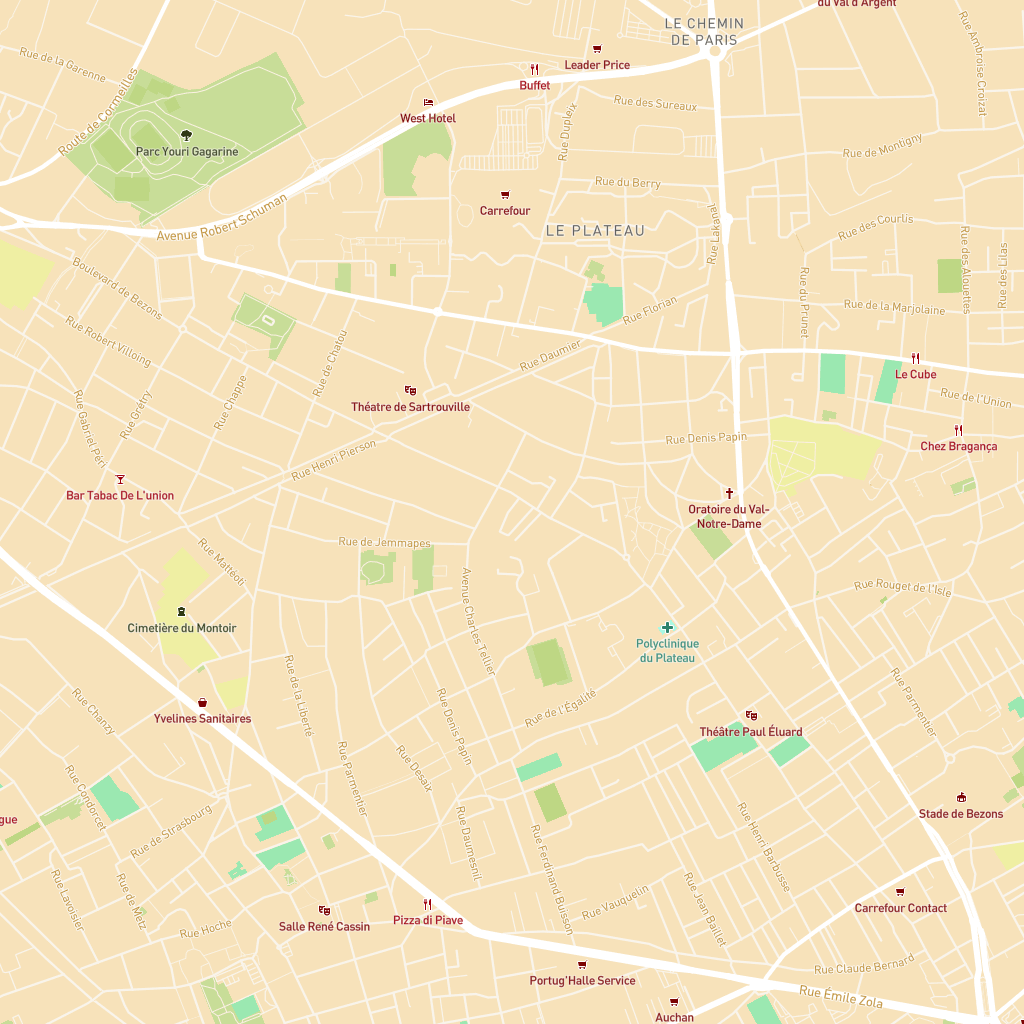 du Val d'Argent
LE CHEMIN
DE PARIS
Rue Ambroise Croizat
Rue de la Garenne
Leader Price
Buffet
Route de Cormeilles
West Hotel
Rue des Sureaux
Rue Dupleix
Parc Youri Gagarine
Rue de Montigny
Rue du Berry
Carrefour
Avenue Robert Schuman
LE PLATEAU
Rue Lakanal
Rue des Courlis
Rue des Alouettes
Rue des Lilas
Boulevard de Bezons
Rue du Prunet
Rue Florian
Rue de la Marjolaine
Rue Robert Villoing
Rue de Chatou
Rue Daumier
Le Cube
Rue Chappe
Rue Grétry
Rue Gabriel Péri
Théatre de Sartrouville
Rue de l'Union
Rue Denis Papin
Chez Bragança
Rue Henri Pierson
Bar Tabac De L'union
Oratoire du Val-
Notre-Dame
Rue de Jemmapes
Rue Mattéoti
Avenue Charles Tellier
Rue Rouget de l'Isle
Cimetière du Montoir
Polyclinique
du Plateau
Rue de la Liberté
Rue Parmentier
Rue Chanzy
Yvelines Sanitaires
Rue Denis Papin
Rue de l'Égalité
Théâtre Paul Éluard
Rue Parmentier
Rue Desaix
Rue Condorcet
Stade de Bezons
gue
Rue de Strasbourg
Rue Daumesnil
Rue Ferdinand Buisson
Rue Henri Barbusse
Rue Lavoisier
Rue de Metz
Rue Vauquelin
Rue Jean Baillet
Carrefour Contact
Rue Hoche
Salle René Cassin
Pizza di Piave
Portug'Halle Service
Rue Claude Bernard
Rue Émile Zola
Auchan